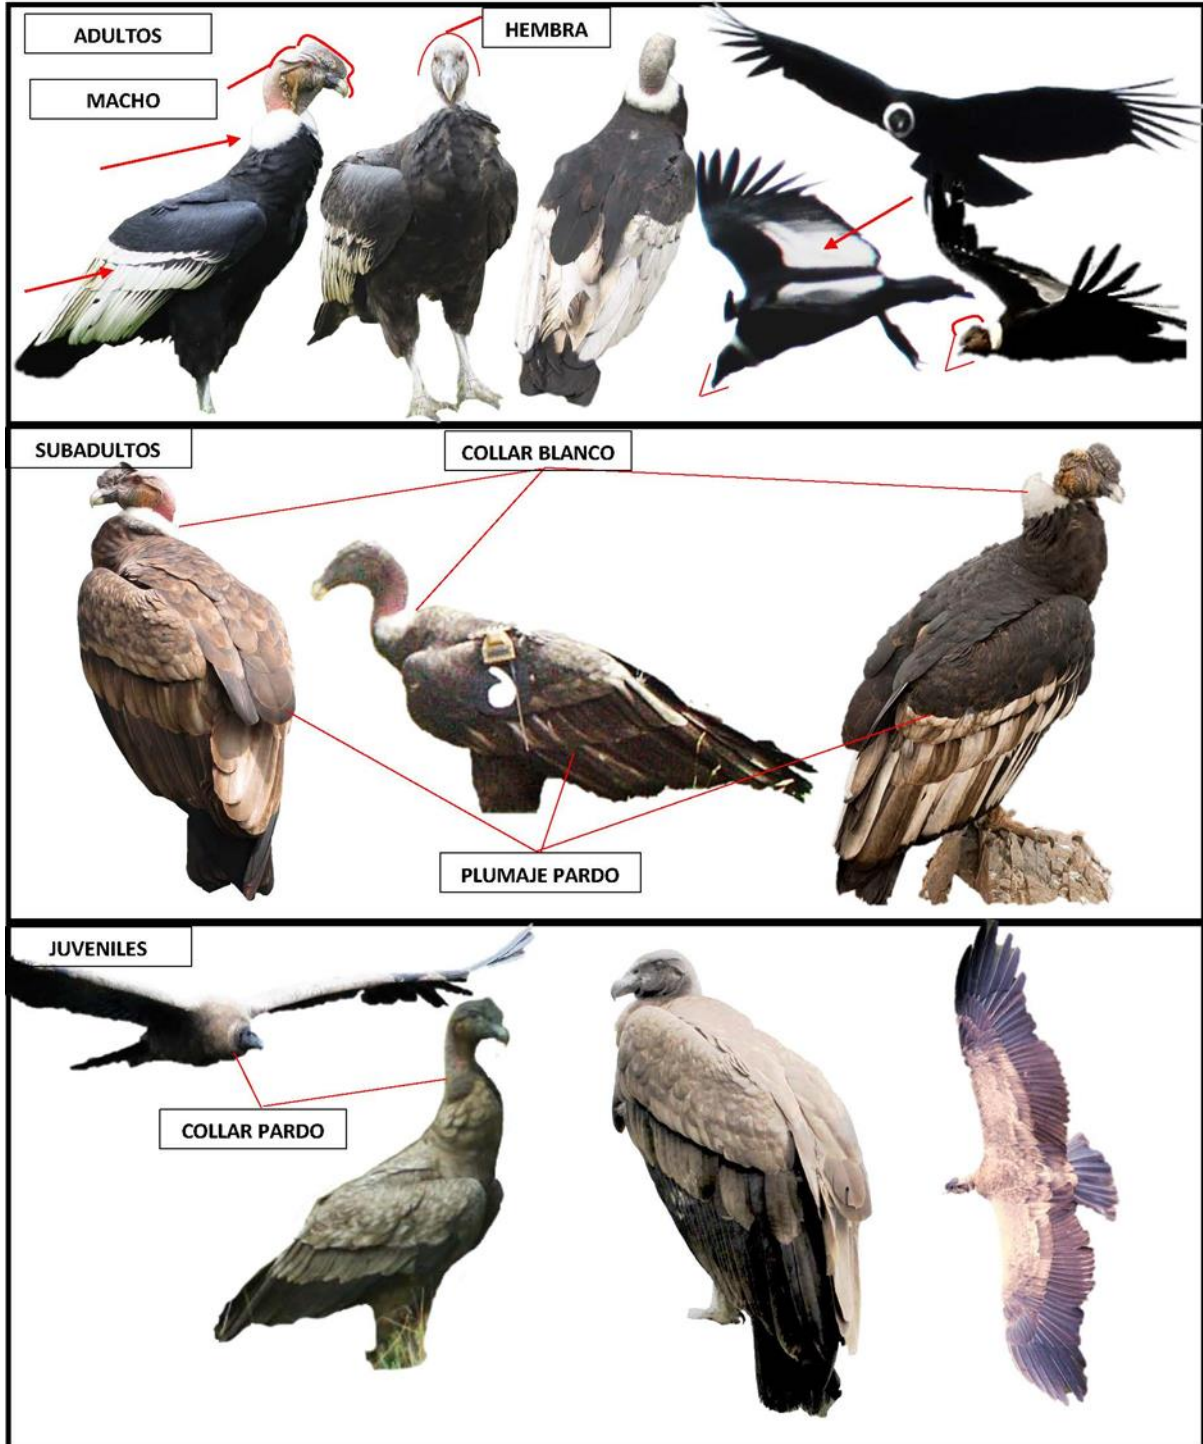 ADULTOS
HEMBRA
MACHO
SUBADULTOS
COLLAR BLANCO
PLUMAJE PARDO
JUVENILES
COLLAR PARDO